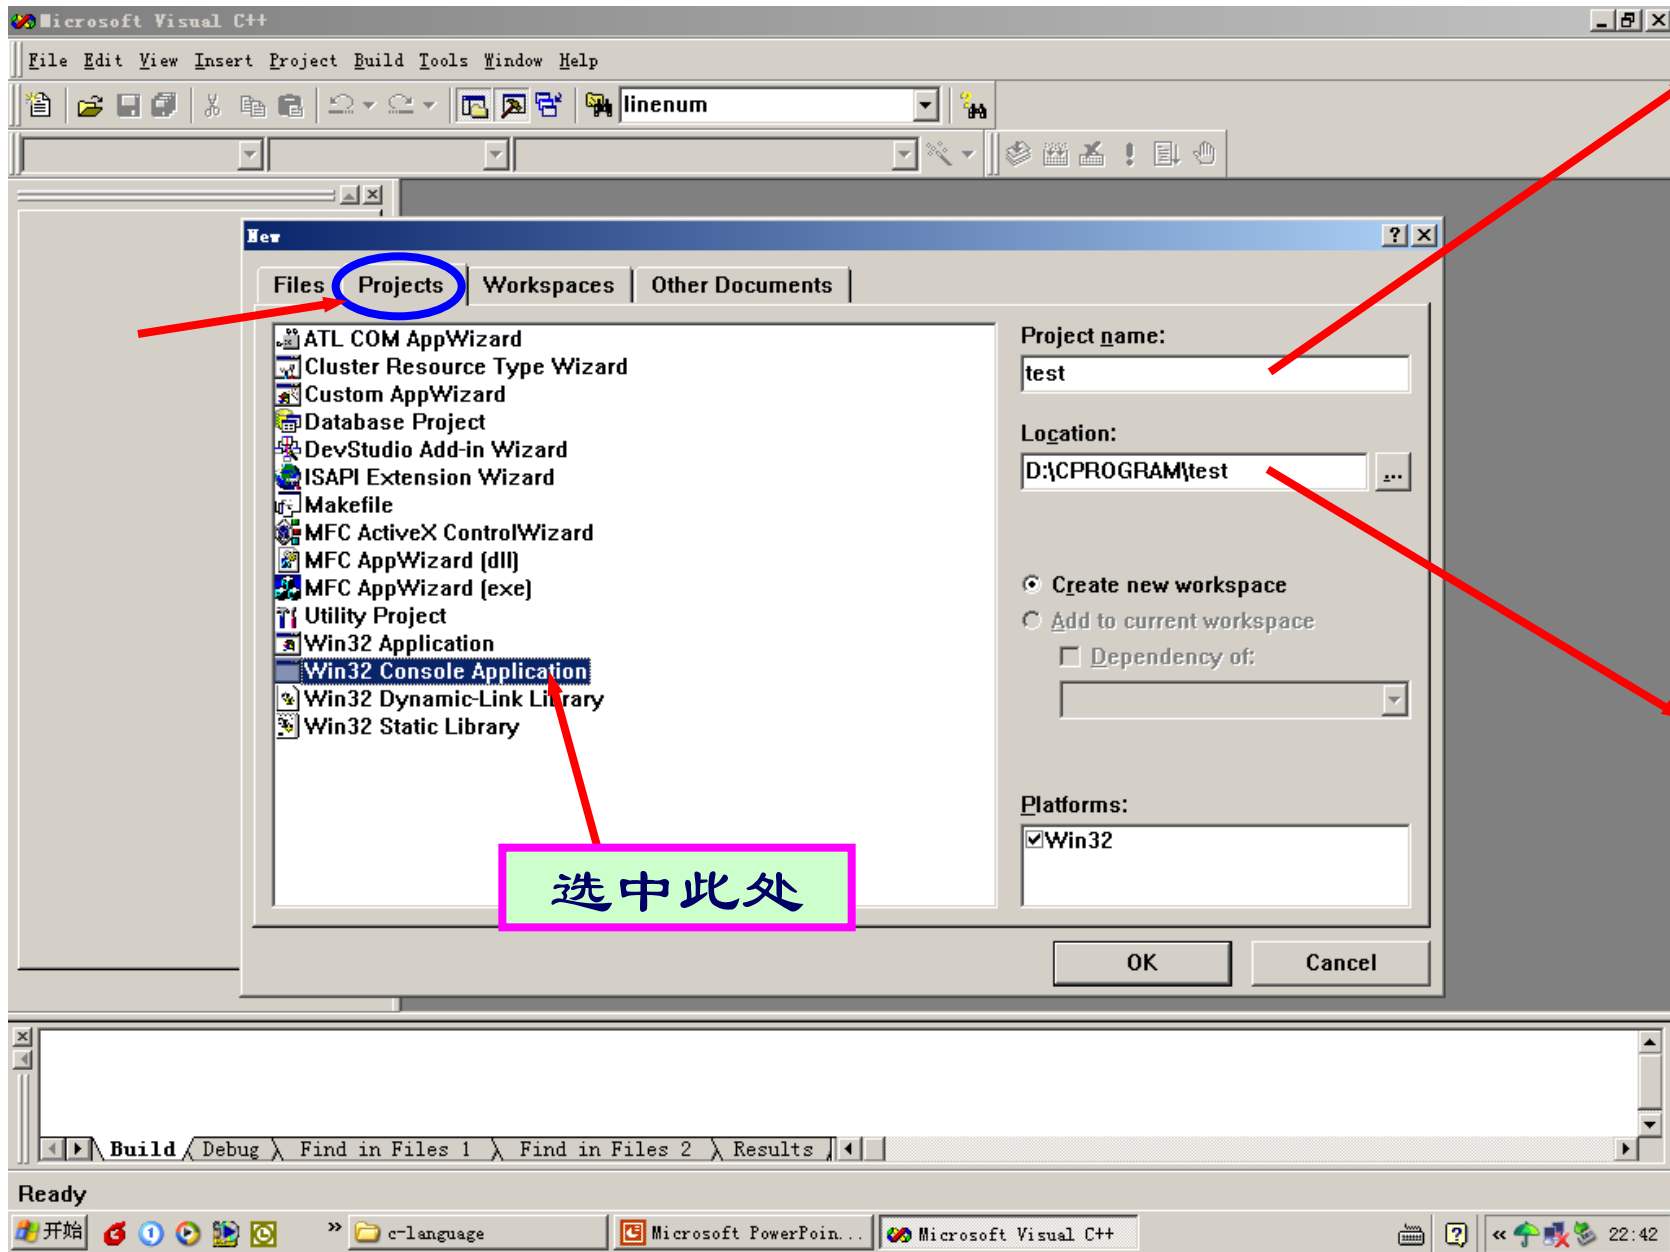 Microsoft Visual C++
File Edit View Insert Project Build Tools Window Help
linenum
New
Files Projects Workspaces Other Documents
ATL COM AppWizard
Cluster Resource Type Wizard
Custom AppWizard
Database Project
DevStudio Add-in Wizard
ISAPI Extension Wizard
Makefile
MFC ActiveX ControlWizard
MFC AppWizard (dll)
MFC AppWizard (exe)
Utility Project
Win32 Application
Win32 Console Application
Win32 Dynamic-Link Library
Win32 Static Library
Project name:
test
Location:
D:\CPROGRAM\test
...
Create new workspace
Add to current workspace
Dependency of:
Platforms:
Win32
选中此处
OK Cancel
Build Debug Find in Files 1 Find in Files 2 Results
Ready
开始 » c-language Microsoft PowerPoin... Microsoft Visual C++ « 22:42